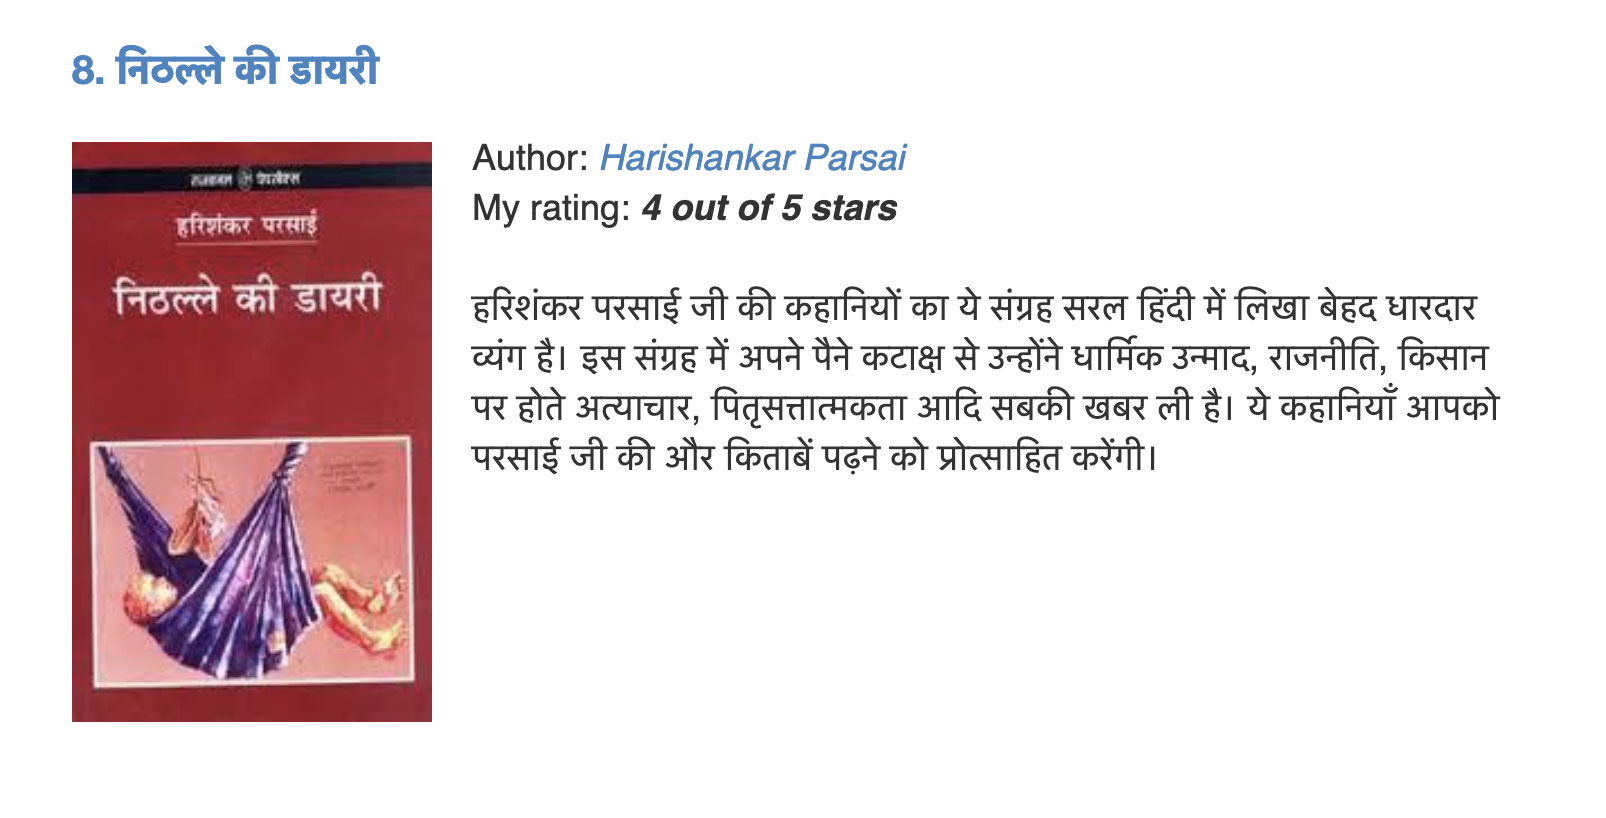 8. निठल्ले की डायरी
राजकमल पेपरबैक्स
हरिशंकर परसाई
निठल्ले की डायरी
Author: Harishankar Parsai
My rating: 4 out of 5 stars
हरिशंकर परसाई जी की कहानियों का ये संग्रह सरल हिंदी में लिखा बेहद धारदार
व्यंग है। इस संग्रह में अपने पैने कटाक्ष से उन्होंने धार्मिक उन्माद, राजनीति, किसान
पर होते अत्याचार, पितृसत्तात्मकता आदि सबकी खबर ली है। ये कहानियाँ आपको
परसाई जी की और किताबें पढ़ने को प्रोत्साहित करेंगी।